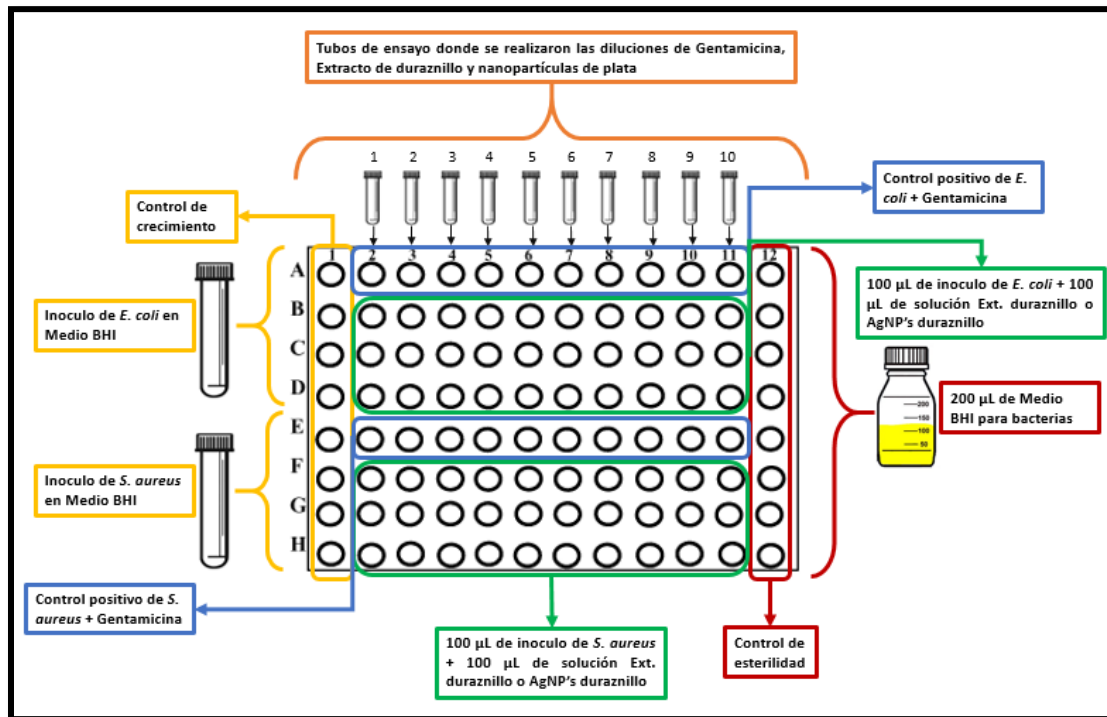 Tubos de ensayo donde se realizaron las diluciones de Gentamicina,
Extracto de duraznillo y nanopartículas de plata
1 2 3 4 5 6 7 8 9 10
Control positivo de E.
coli + Gentamicina
Control de
crecimiento
1 2 3 4 5 6 7 8 9 10 11 12
A
B
C
D
E
F
G
H
Inoculo de E. coli en
Medio BHI
100 µL de inoculo de E. coli + 100
µL de solución Ext. duraznillo o
AgNP's duraznillo
200
150
100
50
200 µL de Medio
BHI para bacterias
Inoculo de S. aureus
en Medio BHI
Control positivo de S.
aureus + Gentamicina
100 µL de inoculo de S. aureus
+ 100 µL de solución Ext.
duraznillo o AgNP's duraznillo
Control de
esterilidad